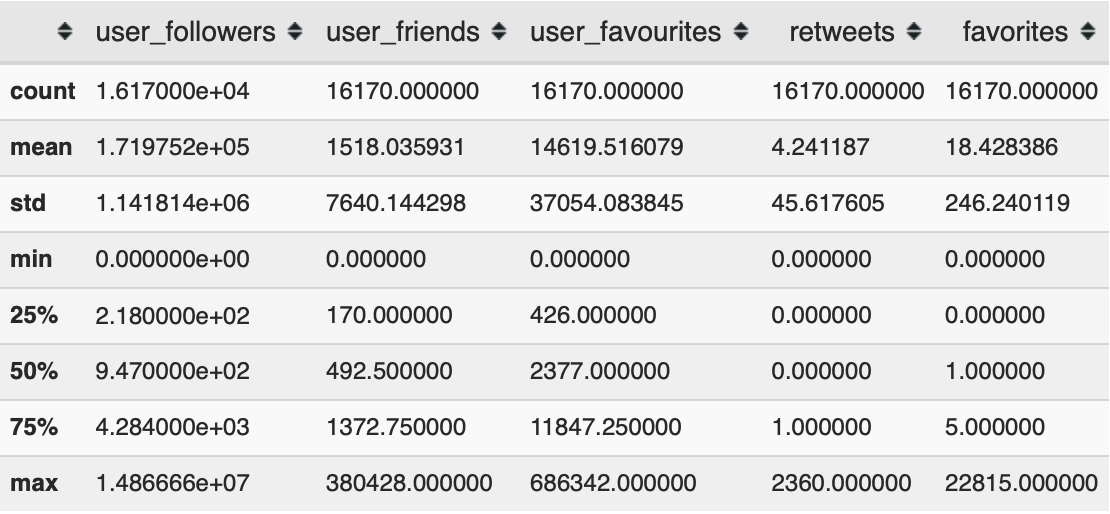 user_followers user_friends user_favourites retweets favorites
count 1.617000e+04 16170.000000 16170.000000 16170.000000 16170.000000
mean 1.719752e+05 1518.035931 14619.516079 4.241187 18.428386
std 1.141814e+06 7640.144298 37054.083845 45.617605 246.240119
min 0.000000e+00 0.000000 0.000000 0.000000 0.000000
25% 2.180000e+02 170.000000 426.000000 0.000000 0.000000
50% 9.470000e+02 492.500000 2377.000000 0.000000 1.000000
75% 4.284000e+03 1372.750000 11847.250000 1.000000 5.000000
max 1.486666e+07 380428.000000 686342.000000 2360.000000 22815.000000